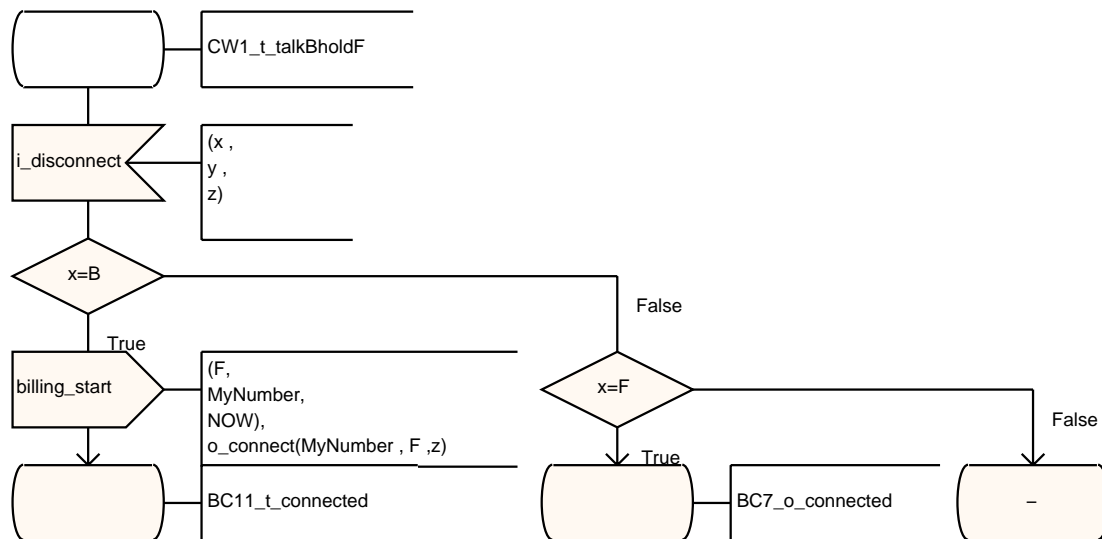 CW1_t_talkBholdF
i_disconnect
(x ,
y ,
z)
x=B
False
True
billing_start
(F,
MyNumber,
NOW),
o_connect(MyNumber , F ,z)
x=F
False
True
BC11_t_connected
BC7_o_connected
–